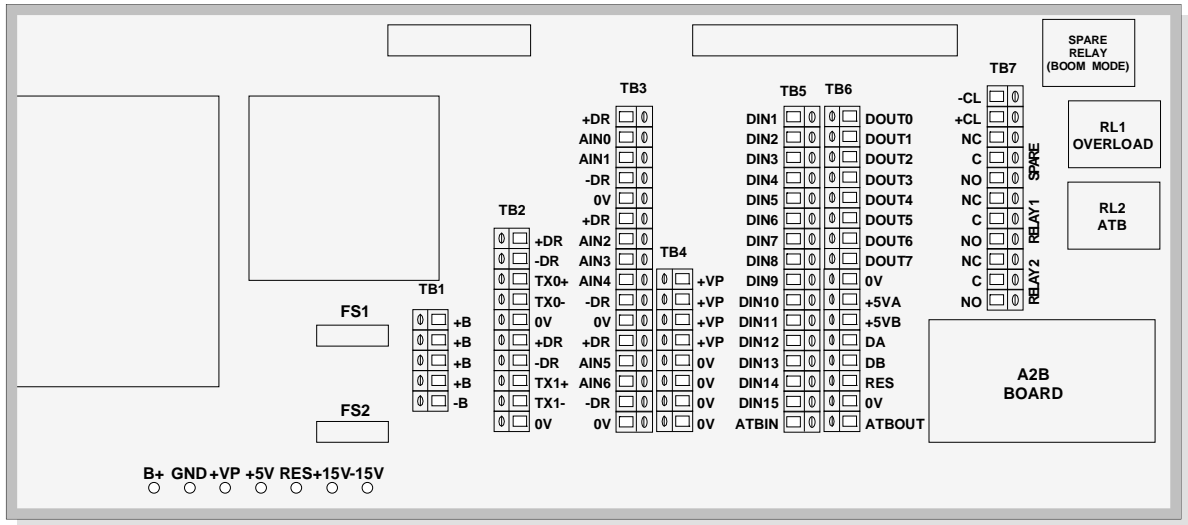 SPARE
RELAY
(BOOM MODE)
TB7
-CL
+CL
NC
C
NO
NC
C
NO
NC
C
NO
SPARE
RELAY 1
RELAY 2
RL1
OVERLOAD
RL2
ATB
A2B
BOARD
TB3
+DR
AIN0
AIN1
-DR
0V
+DR
AIN2
AIN3
AIN4
-DR
0V
+DR
AIN5
AIN6
-DR
0V
TB5
DIN1
DIN2
DIN3
DIN4
DIN5
DIN6
DIN7
DIN8
DIN9
DIN10
DIN11
DIN12
DIN13
DIN14
DIN15
ATBIN
TB6
DOUT0
DOUT1
DOUT2
DOUT3
DOUT4
DOUT5
DOUT6
DOUT7
0V
+5VA
+5VB
DA
DB
RES
0V
ATBOUT
TB2
+DR
-DR
TX0+
TX0-
0V
+DR
-DR
TX1+
TX1-
0V
TB4
+VP
+VP
+VP
+VP
0V
0V
0V
0V
TB1
+B
+B
+B
+B
-B
FS1
FS2
B+ GND +VP +5V RES +15V -15V